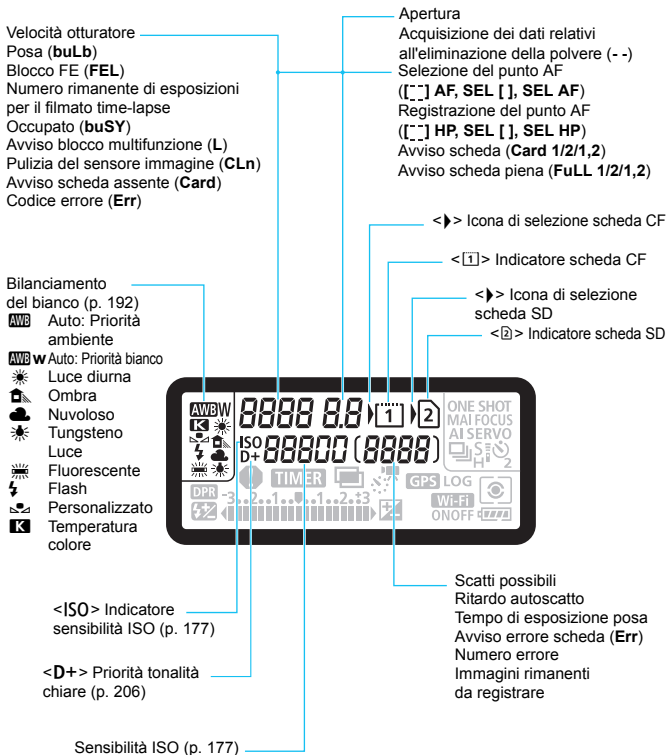 Velocità otturatore
Posa (buLb)
Blocco FE (FEL)
Numero rimanente di esposizioni
per il filmato time-lapse
Occupato (buSY)
Avviso blocco multifunzione (L)
Pulizia del sensore immagine (CLn)
Avviso scheda assente (Card)
Codice errore (Err)
Apertura
Acquisizione dei dati relativi
all'eliminazione della polvere (- -)
Selezione del punto AF
([ ] AF, SEL [ ], SEL AF)
Registrazione del punto AF
([ ] HP, SEL [ ], SEL HP)
Avviso scheda (Card 1/2/1,2)
Avviso scheda piena (FuLL 1/2/1,2)
< > Icona di selezione scheda CF
<1> Indicatore scheda CF
< > Icona di selezione
scheda SD
<2> Indicatore scheda SD
Bilanciamento
del bianco (p. 192)
AWB Auto: Priorità
ambiente
AWB W Auto: Priorità bianco
Luce diurna
Ombra
Nuvoloso
Tungsteno
Luce
Fluorescente
Flash
Personalizzato
K Temperatura
colore
AWB W 8888 8.8 1 2 ONE SHOT
K MAI FOCUS
AI SERVO
ISO 88800 (8888) S H 2
D+
TIMER GPS LOG
DPR -3..2..1..0..1..2.+3 Wi-Fi
ONOFF
<ISO> Indicatore
sensibilità ISO (p. 177)
<D+> Priorità tonalità
chiare (p. 206)
Sensibilità ISO (p. 177)
Scatti possibili
Ritardo autoscatto
Tempo di esposizione posa
Avviso errore scheda (Err)
Numero errore
Immagini rimanenti
da registrare